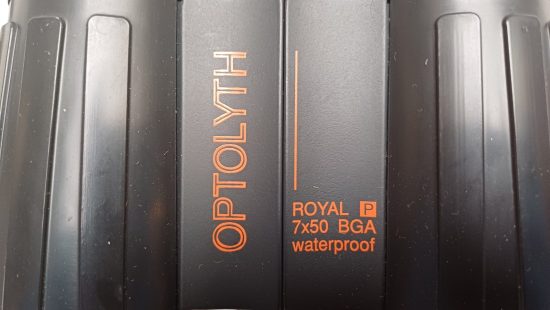 OPTOLYTH
ROYAL P
7x50 BGA
waterproof